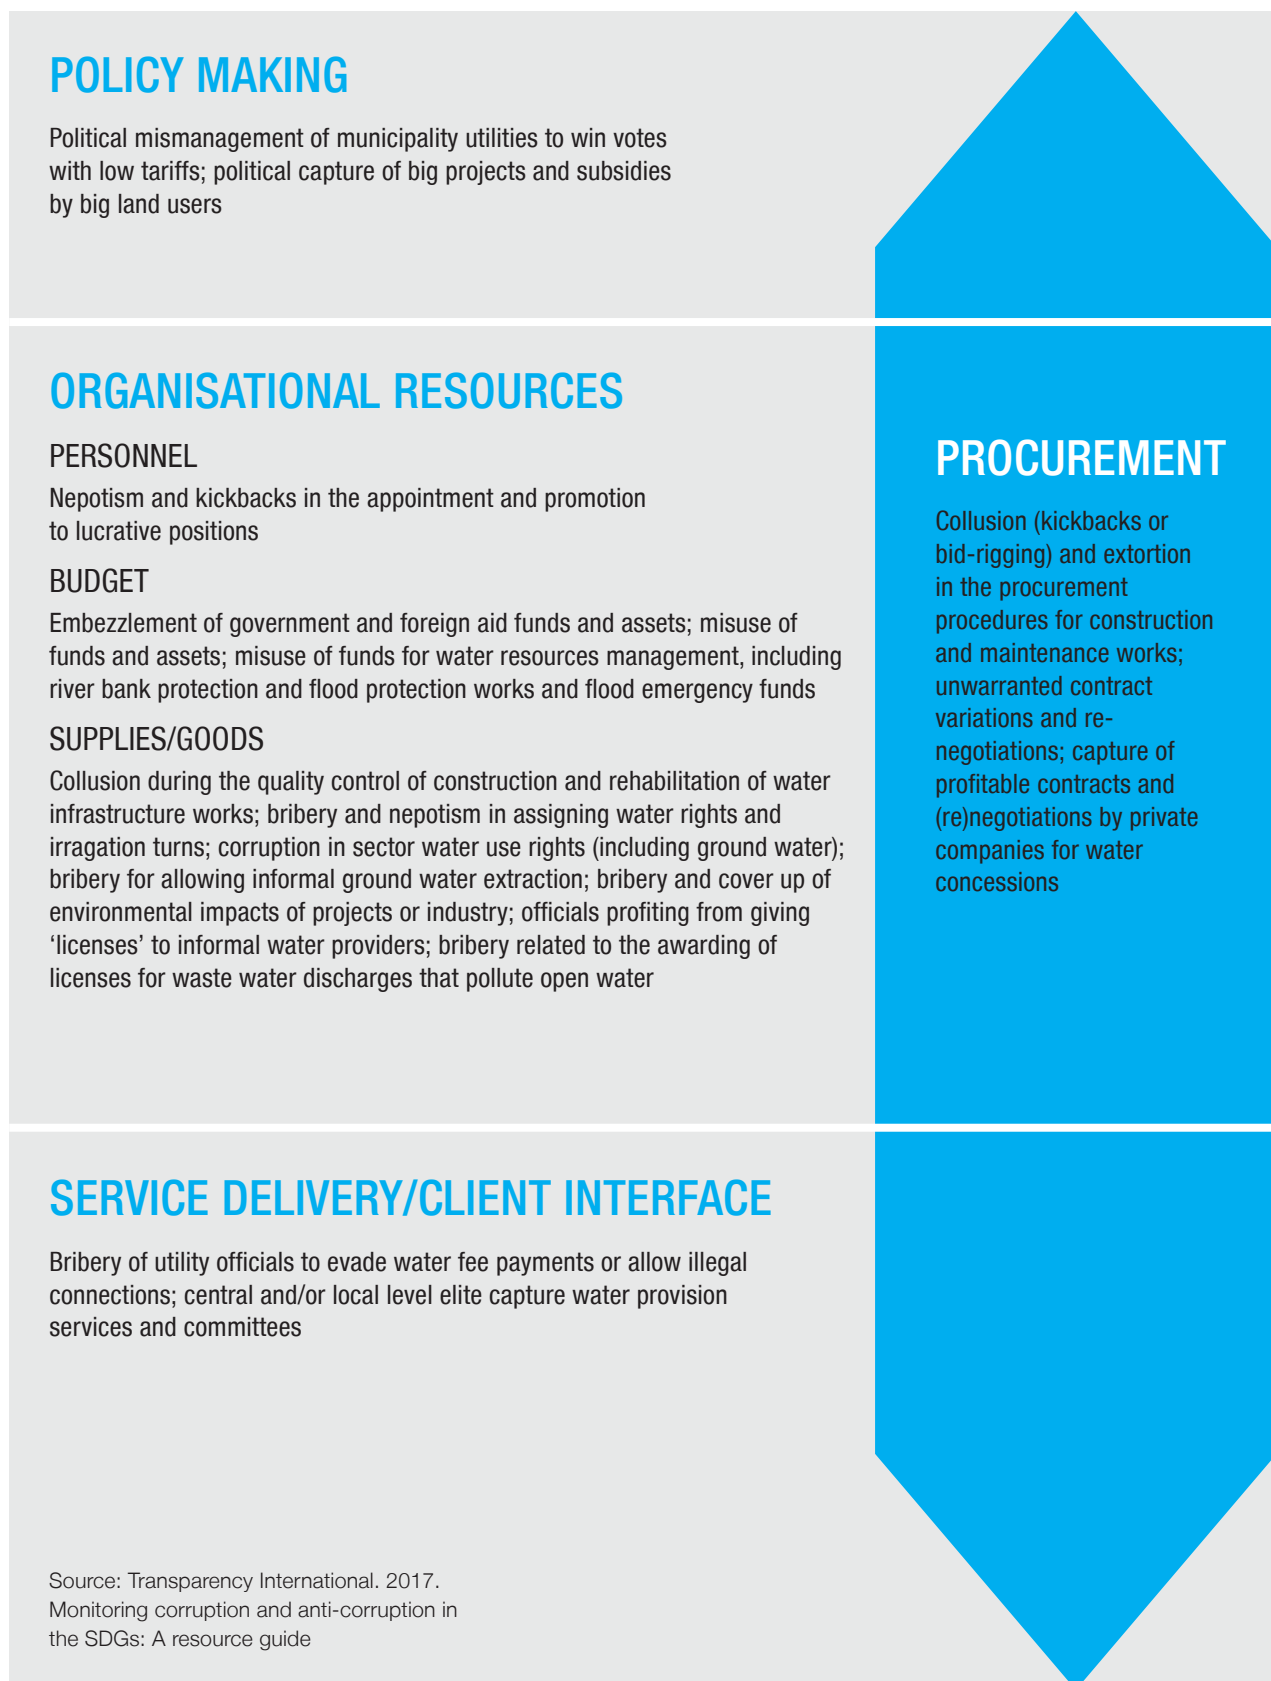 POLICY MAKING
Political mismanagement of municipality utilities to win votes
with low tariffs; political capture of big projects and subsidies
by big land users
ORGANISATIONAL RESOURCES
PERSONNEL
Nepotism and kickbacks in the appointment and promotion
to lucrative positions
BUDGET
Embezzlement of government and foreign aid funds and assets; misuse of
funds and assets; misuse of funds for water resources management, including
river bank protection and flood protection works and flood emergency funds
SUPPLIES/GOODS
Collusion during the quality control of construction and rehabilitation of water
infrastructure works; bribery and nepotism in assigning water rights and
irragation turns; corruption in sector water use rights (including ground water);
bribery for allowing informal ground water extraction; bribery and cover up of
environmental impacts of projects or industry; officials profiting from giving
‘licenses’ to informal water providers; bribery related to the awarding of
licenses for waste water discharges that pollute open water
PROCUREMENT
Collusion (kickbacks or
bid-rigging) and extortion
in the procurement
procedures for construction
and maintenance works;
unwarranted contract
variations and re-
negotiations; capture of
profitable contracts and
(re)negotiations by private
companies for water
concessions
SERVICE DELIVERY/CLIENT INTERFACE
Bribery of utility officials to evade water fee payments or allow illegal
connections; central and/or local level elite capture water provision
services and committees
Source: Transparency International. 2017.
Monitoring corruption and anti-corruption in
the SDGs: A resource guide